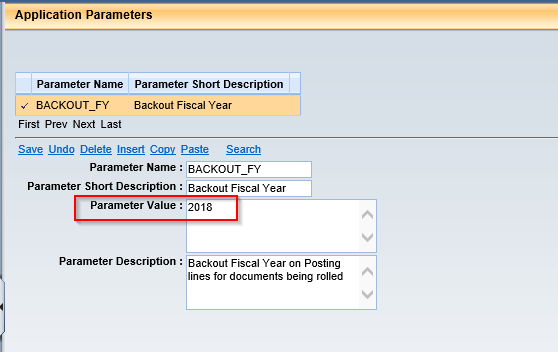 Application Parameters
Parameter Name Parameter Short Description
✓ BACKOUT_FY Backout Fiscal Year
First Prev Next Last
Save Undo Delete Insert Copy Paste Search
Parameter Name : BACKOUT_FY
Parameter Short Description : Backout Fiscal Year
Parameter Value : 2018
Parameter Description : Backout Fiscal Year on Posting
lines for documents being rolled